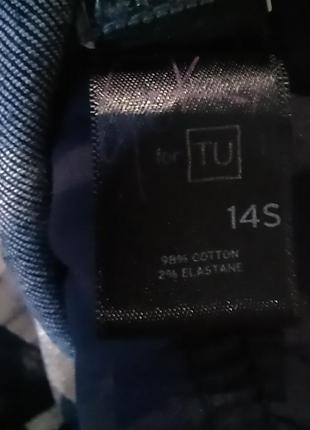 for TU
14S
98% COTTON
2% ELASTANE